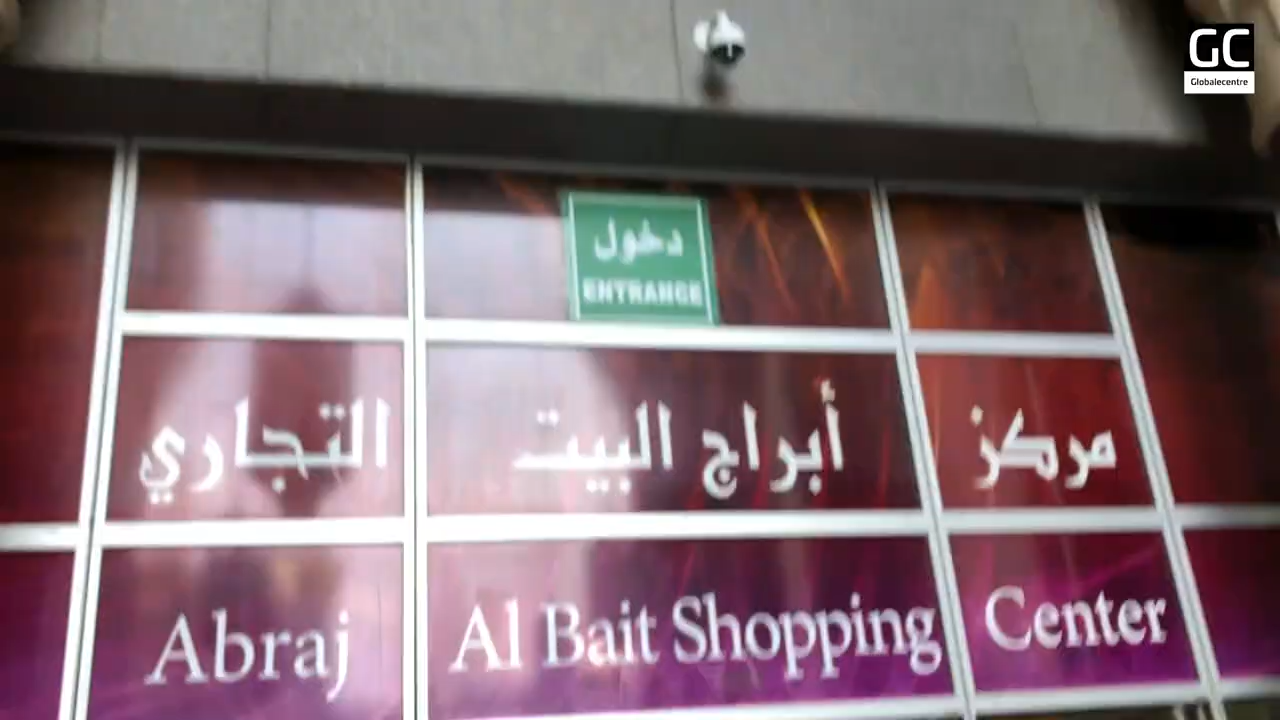 GC
Globalecentre
دخول
ENTRANCE
مركز أبراج البيت التجاري
Abraj Al Bait Shopping Center